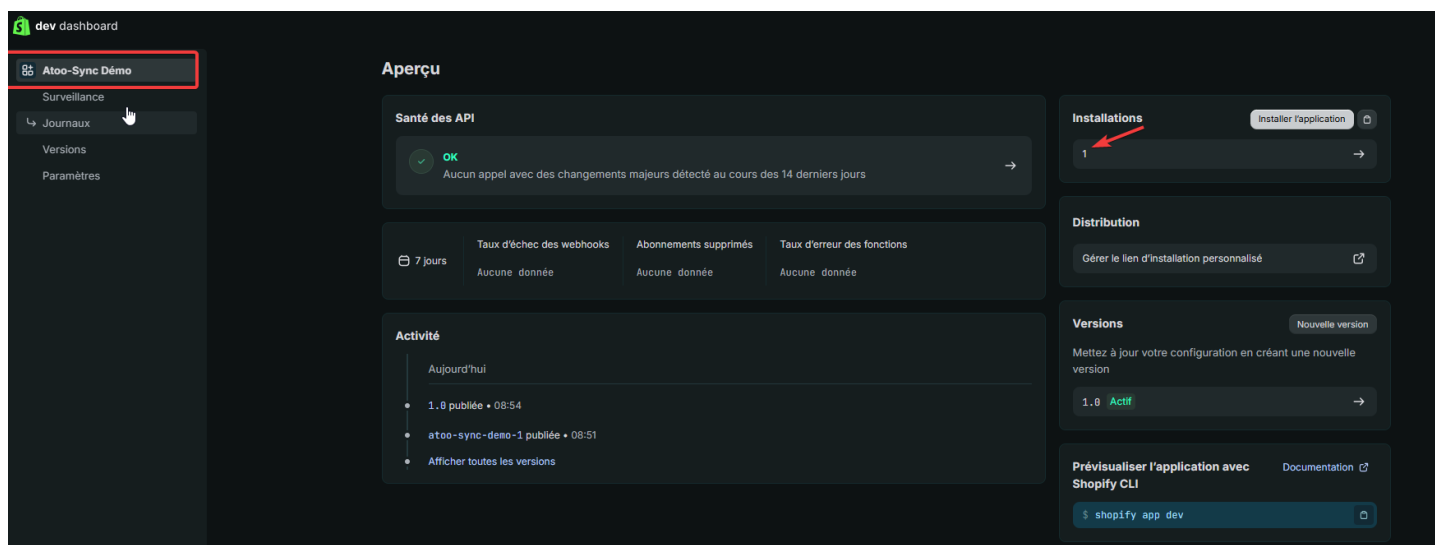 dev dashboard
Atoo-Sync Démo
Surveillance
Journaux
Versions
Paramètres
Aperçu
Santé des API
OK
Aucun appel avec des changements majeurs détecté au cours des 14 derniers jours
7 jours
Taux d'échec des webhooks
Aucune donnée
Abonnements supprimés
Aucune donnée
Taux d'erreur des fonctions
Aucune donnée
Activité
Aujourd'hui
1.0 publiée • 08:54
atoo-sync-demo-1 publiée • 08:51
Afficher toutes les versions
Installations
Installer l'application
1
Distribution
Gérer le lien d'installation personnalisé
Versions
Nouvelle version
Mettez à jour votre configuration en créant une nouvelle
version
1.0 Actif
Prévisualiser l'application avec
Shopify CLI
Documentation
$ shopify app dev